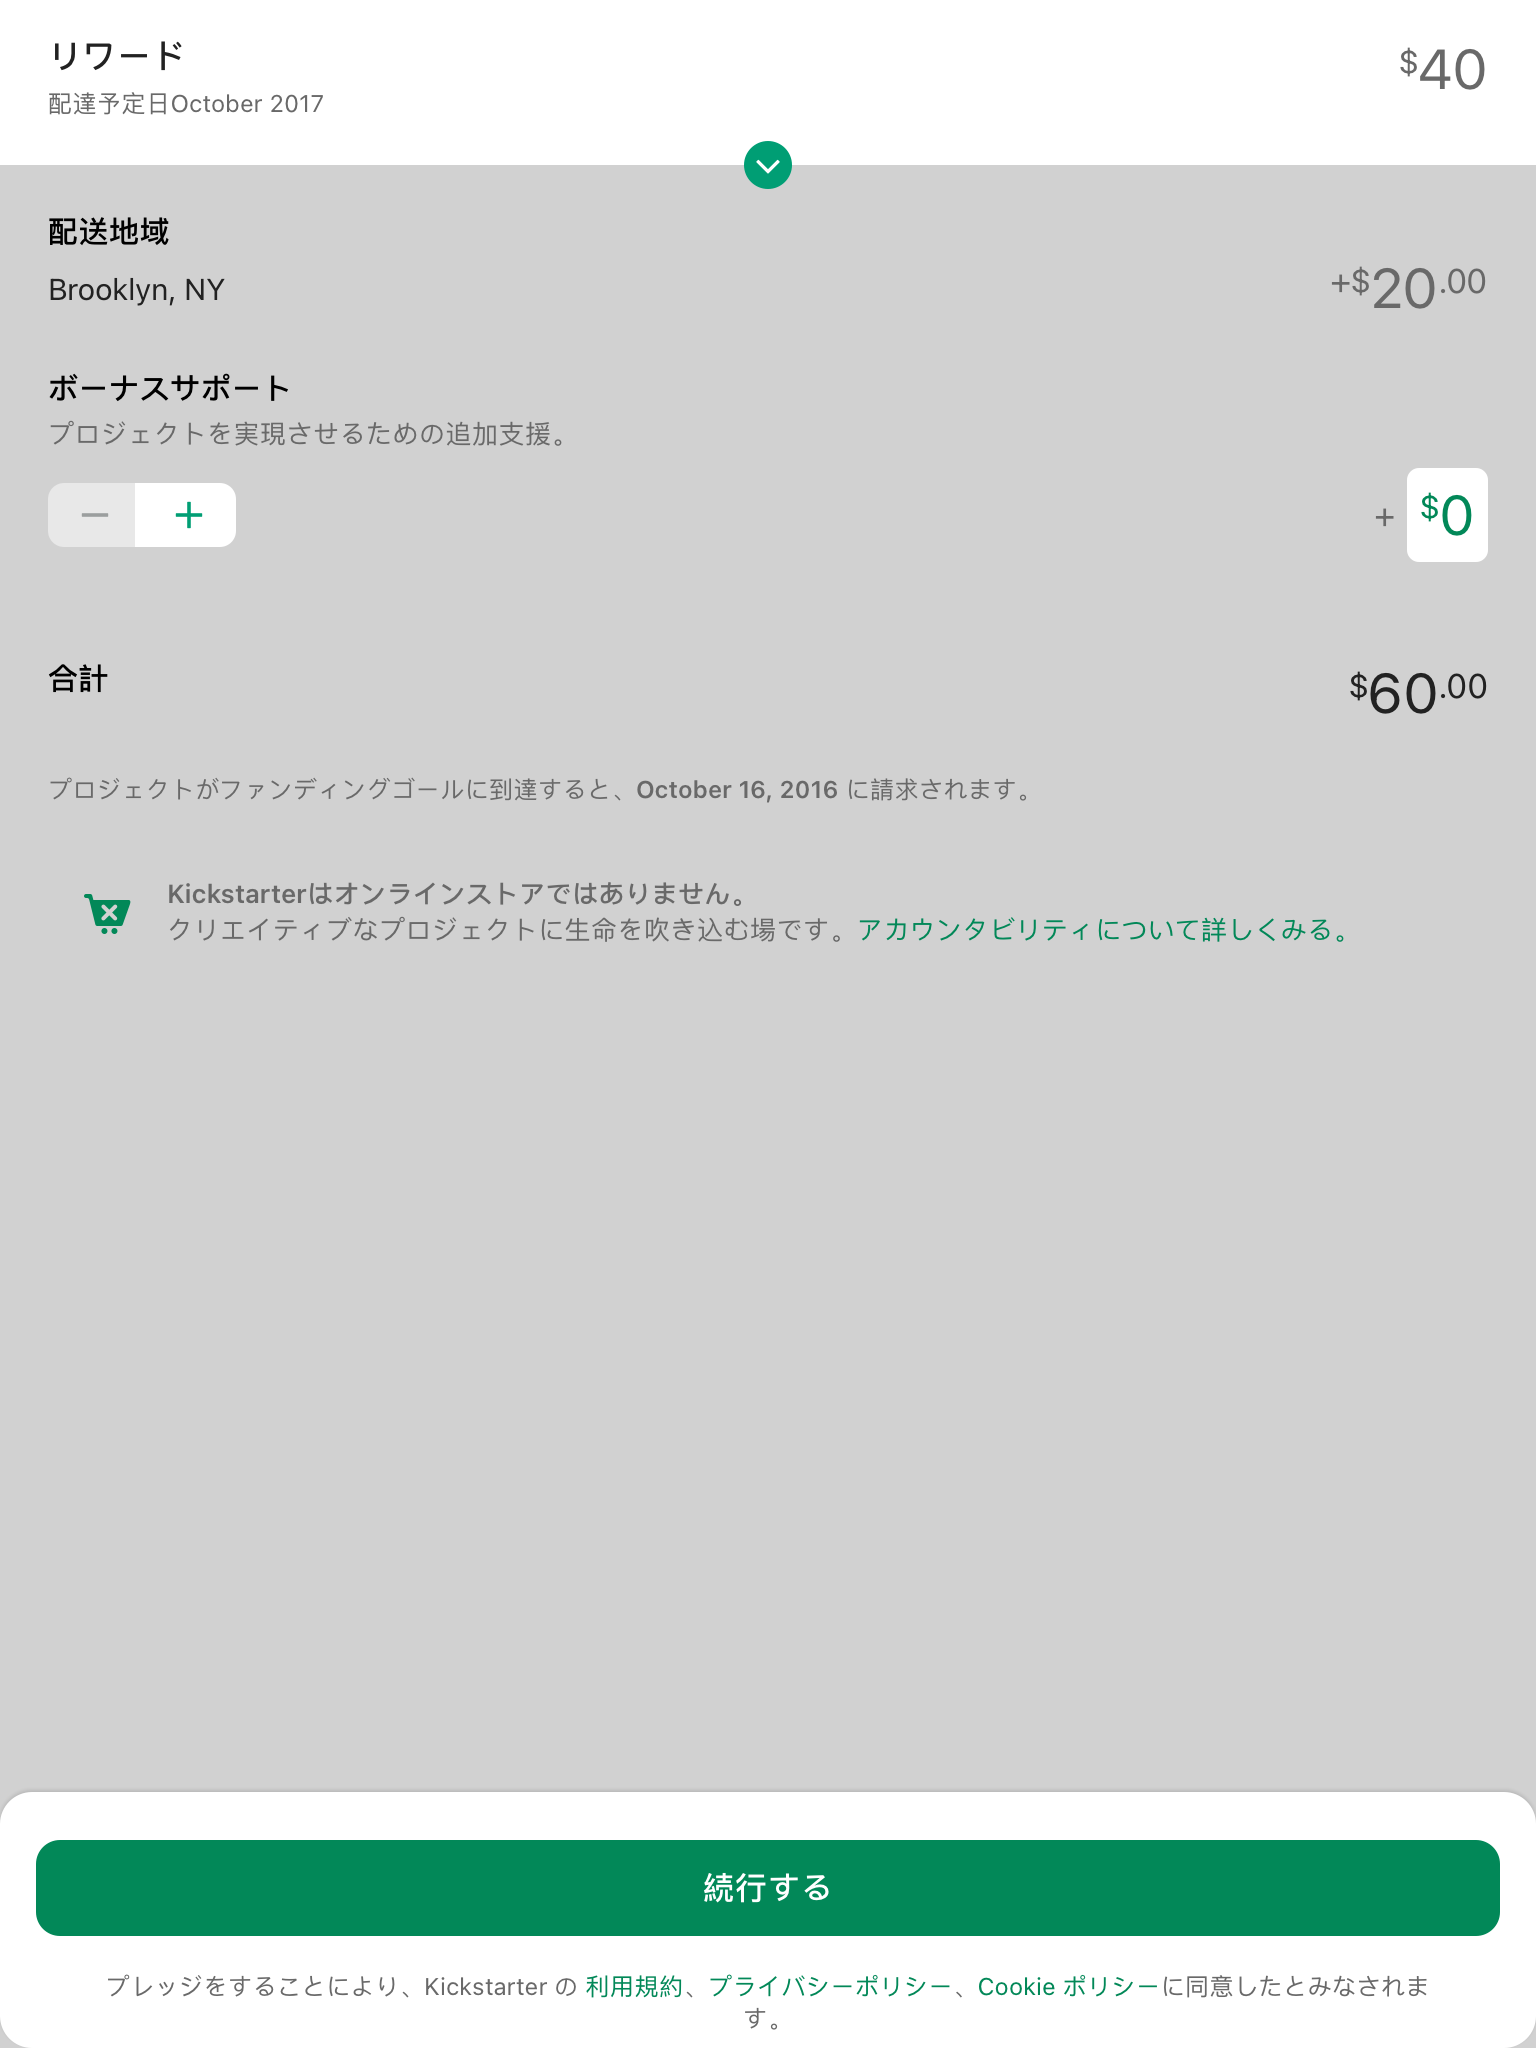 リワード
$40
配達予定日October 2017
配送地域
Brooklyn, NY
+$20.00
ボーナスサポート
プロジェクトを実現させるための追加支援。
− +
+ $0
合計
$60.00
プロジェクトがファンディングゴールに到達すると、October 16, 2016 に請求されます。
Kickstarterはオンラインストアではありません。
クリエイティブなプロジェクトに生命を吹き込む場です。アカウンタビリティについて詳しくみる。
続行する
プレッジをすることにより、Kickstarter の 利用規約、プライバシーポリシー、Cookie ポリシーに同意したとみなされま
す。